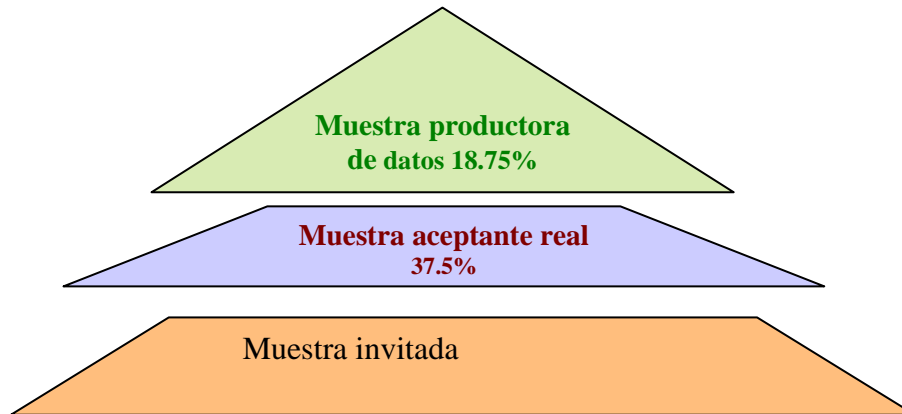 Muestra productora
de datos 18.75%
Muestra aceptante real
37.5%
Muestra invitada